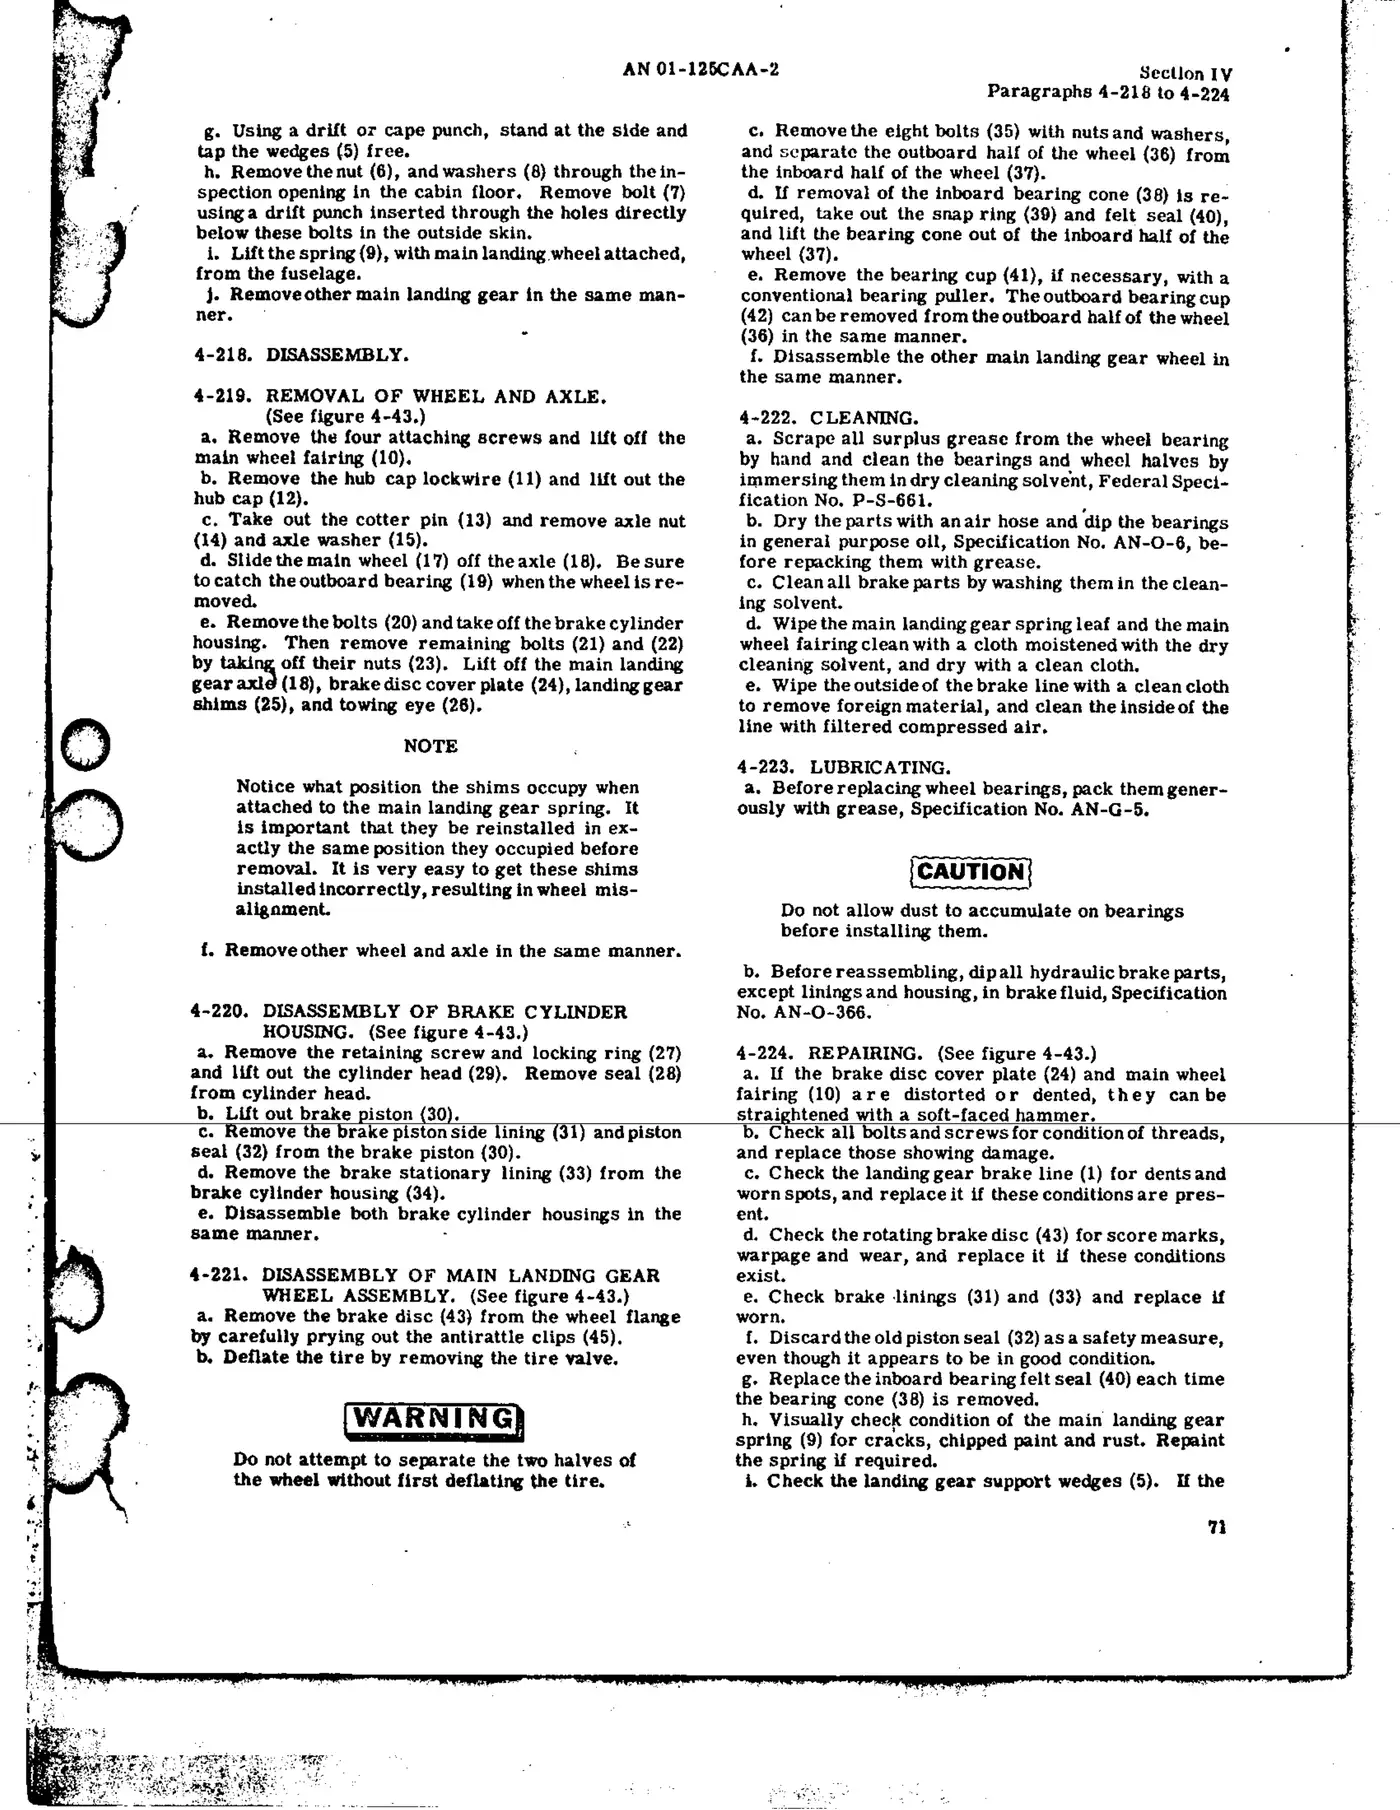 AN 01-125CAA-2
Section IV
Paragraphs 4-218 to 4-224
g. Using a drift or cape punch, stand at the side and
tap the wedges (5) free.
h. Remove the nut (6), and washers (8) through the in-
spection opening in the cabin floor. Remove bolt (7)
using a drift punch inserted through the holes directly
below these bolts in the outside skin.
i. Lift the spring (9), with main landing wheel attached,
from the fuselage.
j. Remove other main landing gear in the same man-
ner.
4-218. DISASSEMBLY.
4-219. REMOVAL OF WHEEL AND AXLE.
(See figure 4-43.)
a. Remove the four attaching screws and lift off the
main wheel fairing (10).
b. Remove the hub cap lockwire (11) and lift out the
hub cap (12).
c. Take out the cotter pin (13) and remove axle nut
(14) and axle washer (15).
d. Slide the main wheel (17) off the axle (18). Be sure
to catch the outboard bearing (19) when the wheel is re-
moved.
e. Remove the bolts (20) and take off the brake cylinder
housing. Then remove remaining bolts (21) and (22)
by taking off their nuts (23). Lift off the main landing
gear axle (18), brake disc cover plate (24), landing gear
shims (25), and towing eye (26).
NOTE
Notice what position the shims occupy when
attached to the main landing gear spring. It
is important that they be reinstalled in ex-
actly the same position they occupied before
removal. It is very easy to get these shims
installed incorrectly, resulting in wheel mis-
alignment.
f. Remove other wheel and axle in the same manner.
4-220. DISASSEMBLY OF BRAKE CYLINDER
HOUSING. (See figure 4-43.)
a. Remove the retaining screw and locking ring (27)
and lift out the cylinder head (29). Remove seal (28)
from cylinder head.
b. Lift out brake piston (30).
c. Remove the brake piston side lining (31) and piston
seal (32) from the brake piston (30).
d. Remove the brake stationary lining (33) from the
brake cylinder housing (34).
e. Disassemble both brake cylinder housings in the
same manner.
4-221. DISASSEMBLY OF MAIN LANDING GEAR
WHEEL ASSEMBLY. (See figure 4-43.)
a. Remove the brake disc (43) from the wheel flange
by carefully prying out the antirattle clips (45).
b. Deflate the tire by removing the tire valve.
WARNING
Do not attempt to separate the two halves of
the wheel without first deflating the tire.
c. Remove the eight bolts (35) with nuts and washers,
and separate the outboard half of the wheel (36) from
the inboard half of the wheel (37).
d. If removal of the inboard bearing cone (38) is re-
quired, take out the snap ring (39) and felt seal (40),
and lift the bearing cone out of the inboard half of the
wheel (37).
e. Remove the bearing cup (41), if necessary, with a
conventional bearing puller. The outboard bearing cup
(42) can be removed from the outboard half of the wheel
(36) in the same manner.
f. Disassemble the other main landing gear wheel in
the same manner.
4-222. CLEANING.
a. Scrape all surplus grease from the wheel bearing
by hand and clean the bearings and wheel halves by
immersing them in dry cleaning solvent, Federal Speci-
fication No. P-S-661.
b. Dry the parts with an air hose and dip the bearings
in general purpose oil, Specification No. AN-O-6, be-
fore repacking them with grease.
c. Clean all brake parts by washing them in the clean-
ing solvent.
d. Wipe the main landing gear spring leaf and the main
wheel fairing clean with a cloth moistened with the dry
cleaning solvent, and dry with a clean cloth.
e. Wipe the outside of the brake line with a clean cloth
to remove foreign material, and clean the inside of the
line with filtered compressed air.
4-223. LUBRICATING.
a. Before replacing wheel bearings, pack them gener-
ously with grease, Specification No. AN-G-5.
CAUTION
Do not allow dust to accumulate on bearings
before installing them.
b. Before reassembling, dip all hydraulic brake parts,
except linings and housing, in brake fluid, Specification
No. AN-O-366.
4-224. REPAIRING. (See figure 4-43.)
a. If the brake disc cover plate (24) and main wheel
fairing (10) are distorted or dented, they can be
straightened with a soft-faced hammer.
b. Check all bolts and screws for condition of threads,
and replace those showing damage.
c. Check the landing gear brake line (1) for dents and
worn spots, and replace it if these conditions are pres-
ent.
d. Check the rotating brake disc (43) for score marks,
warpage and wear, and replace it if these conditions
exist.
e. Check brake linings (31) and (33) and replace if
worn.
f. Discard the old piston seal (32) as a safety measure,
even though it appears to be in good condition.
g. Replace the inboard bearing felt seal (40) each time
the bearing cone (38) is removed.
h. Visually check condition of the main landing gear
spring (9) for cracks, chipped paint and rust. Repaint
the spring if required.
i. Check the landing gear support wedges (5). If the
71